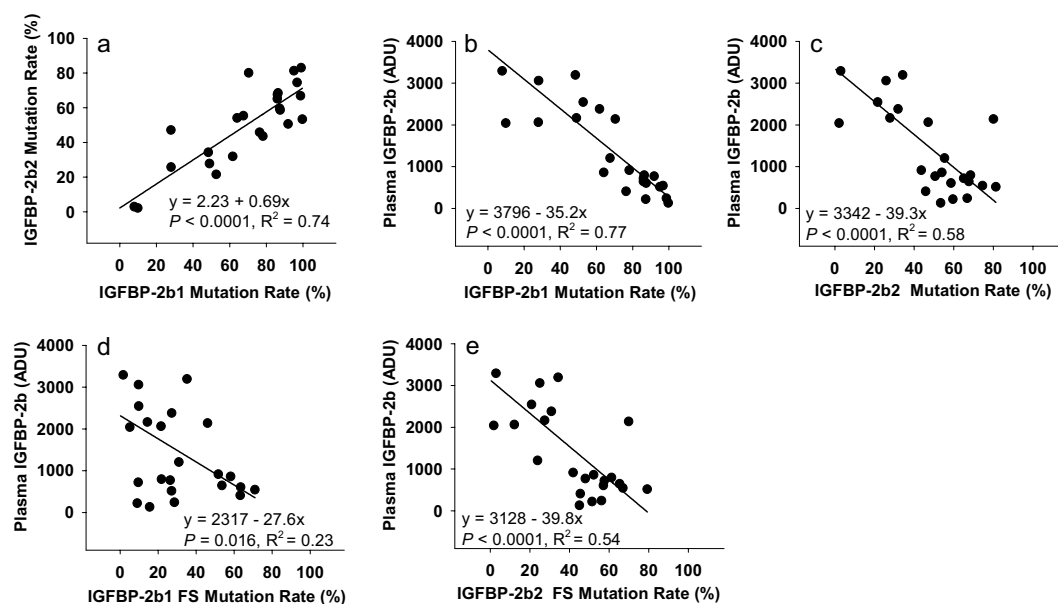 a
IGFBP-2b2 Mutation Rate (%)
100
80
60
40
20
0
y = 2.23 + 0.69x
P < 0.0001, R² = 0.74
0 20 40 60 80 100
IGFBP-2b1 Mutation Rate (%)
b
Plasma IGFBP-2b (ADU)
4000
3000
2000
1000
0
y = 3796 - 35.2x
P < 0.0001, R² = 0.77
0 20 40 60 80 100
IGFBP-2b1 Mutation Rate (%)
c
Plasma IGFBP-2b (ADU)
4000
3000
2000
1000
0
y = 3342 - 39.3x
P < 0.0001, R² = 0.58
0 20 40 60 80 100
IGFBP-2b2 Mutation Rate (%)
d
Plasma IGFBP-2b (ADU)
4000
3000
2000
1000
0
y = 2317 - 27.6x
P = 0.016, R² = 0.23
0 20 40 60 80 100
IGFBP-2b1 FS Mutation Rate (%)
e
Plasma IGFBP-2b (ADU)
4000
3000
2000
1000
0
y = 3128 - 39.8x
P < 0.0001, R² = 0.54
0 20 40 60 80 100
IGFBP-2b2 FS Mutation Rate (%)